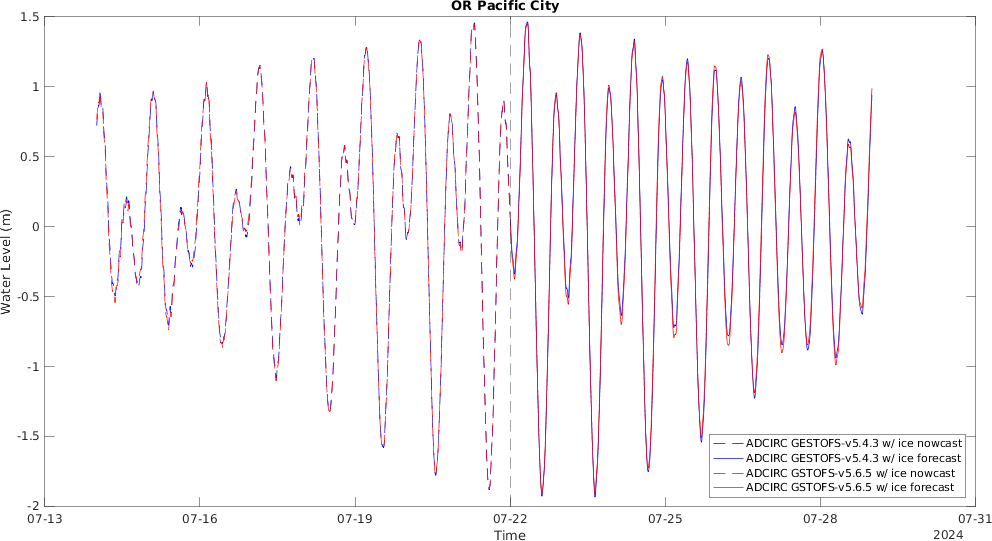 OR Pacific City
1.5
1
0.5
0
-0.5
-1
-1.5
-2
Water Level (m)
07-13 07-16 07-19 07-22 07-25 07-28 07-31
Time
2024
ADCIRC GESTOFS-v5.4.3 w/ ice nowcast
ADCIRC GESTOFS-v5.4.3 w/ ice forecast
ADCIRC GSTOFS-v5.6.5 w/ ice nowcast
ADCIRC GSTOFS-v5.6.5 w/ ice forecast